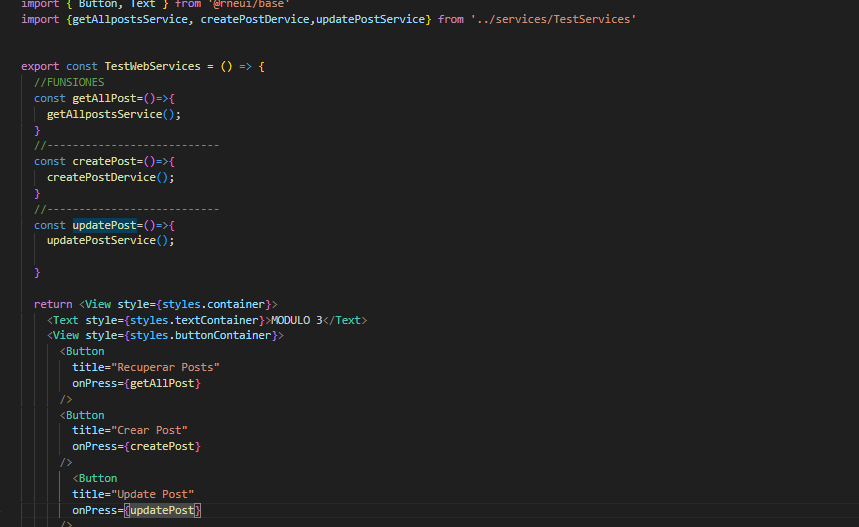 import { Button, Text } from '@rneui/base'
import {getAllpostsService, createPostDervice,updatePostService} from '../services/TestServices'
export const TestWebServices = () => {
//FUNSIONES
const getAllPost=()=>{
getAllpostsService();
}
//---------------------------
const createPost=()=>{
createPostDervice();
}
//---------------------------
const updatePost=()=>{
updatePostService();
}
return <View style={styles.container}>
<Text style={styles.textContainer}>MODULO 3</Text>
<View style={styles.buttonContainer}>
<Button
title="Recuperar Posts"
onPress={getAllPost}
/>
<Button
title="Crear Post"
onPress={createPost}
/>
<Button
title="Update Post"
onPress={updatePost}
/>